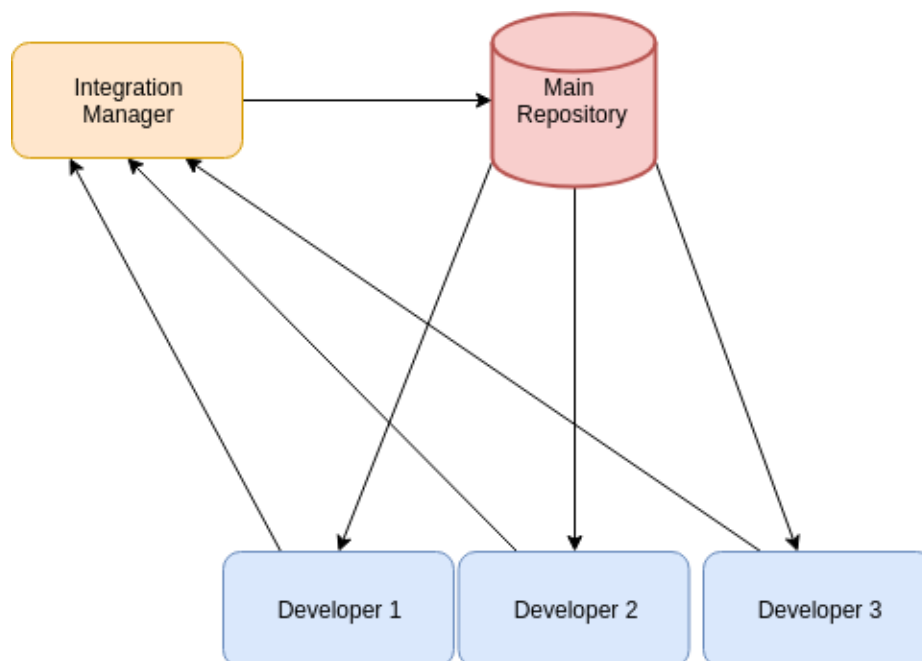 Integration
Manager
Main
Repository
Developer 1
Developer 2
Developer 3